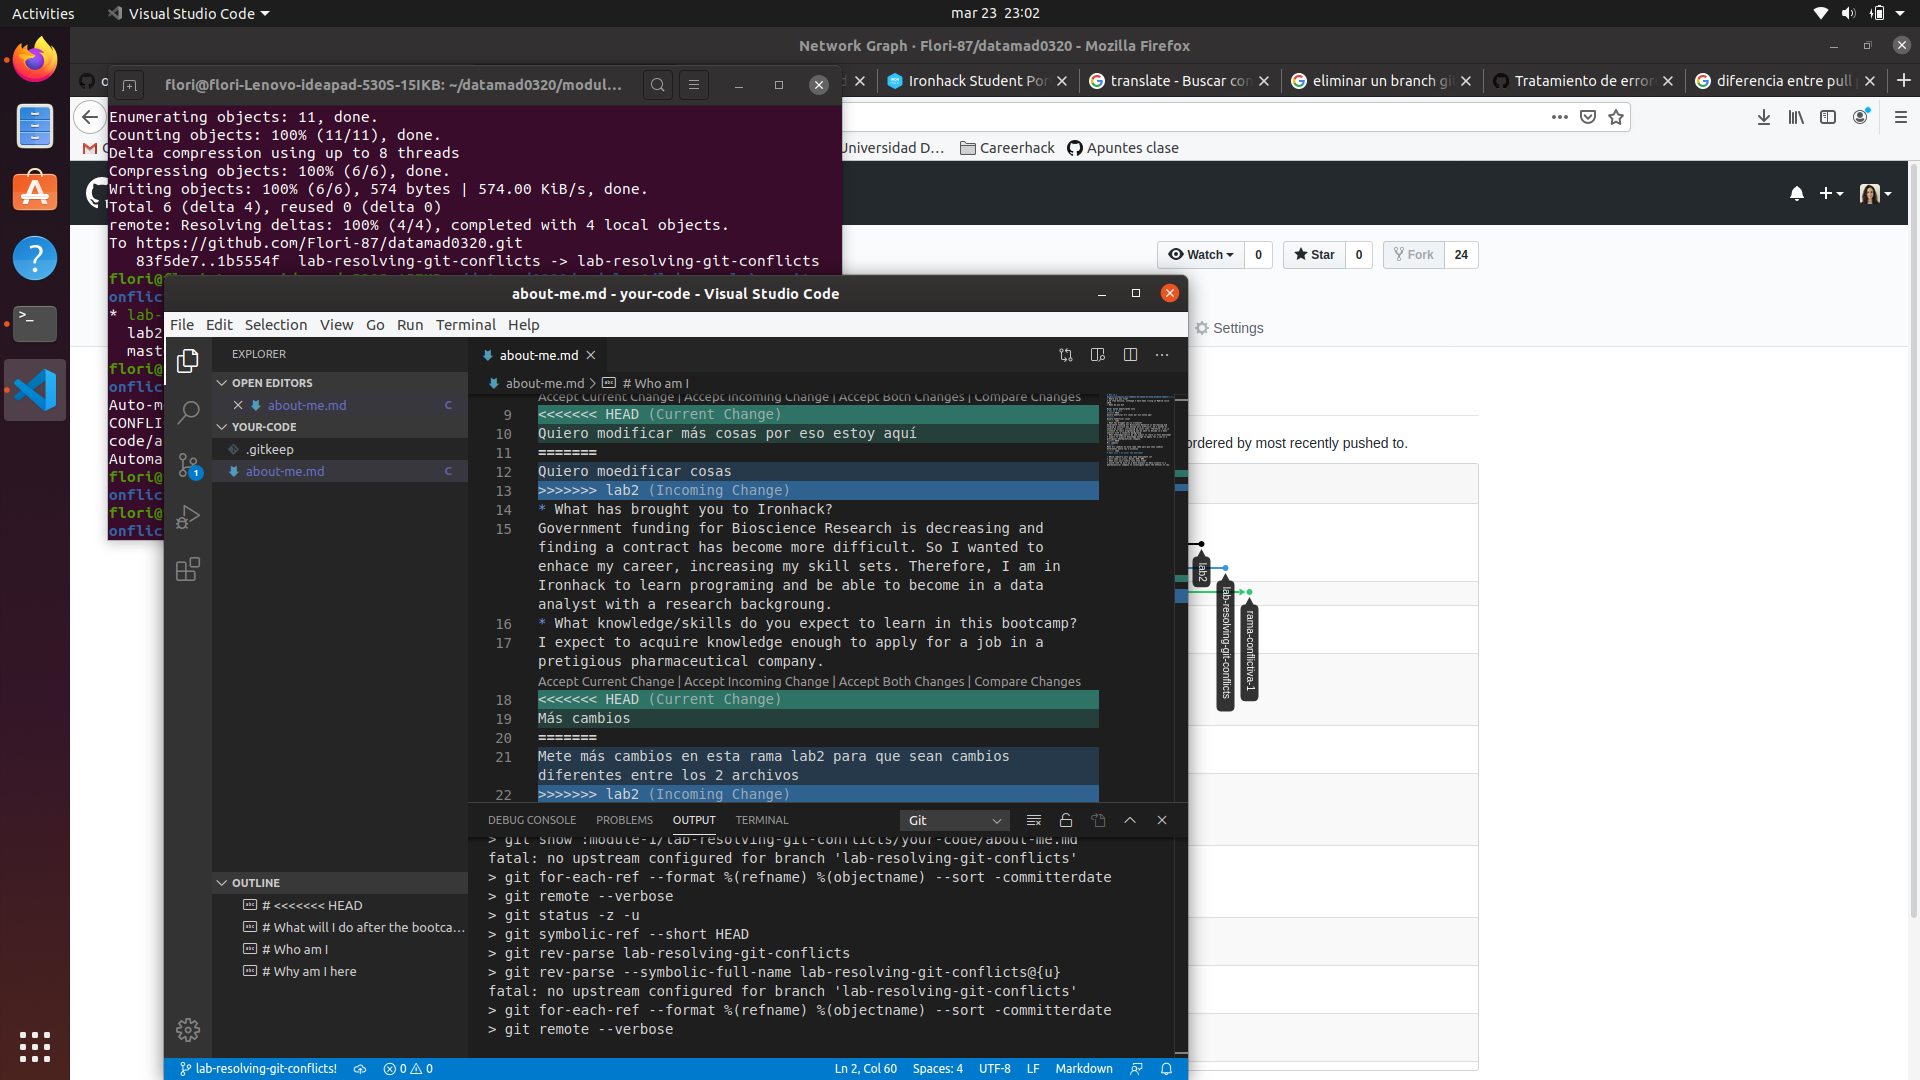 Activities
Visual Studio Code
mar 23 23:02
Network Graph · Flori-87/datamad0320 - Mozilla Firefox
flori@flori-Lenovo-ideapad-530S-15IKB: ~/datamad0320/modul...
Ironhack Student Por
translate - Buscar con
eliminar un branch gi
Tratamiento de error
diferencia entre pull
Universidad D...
Careerhack
Apuntes clase
Enumerating objects: 11, done.
Counting objects: 100% (11/11), done.
Delta compression using up to 8 threads
Compressing objects: 100% (6/6), done.
Writing objects: 100% (6/6), 574 bytes | 574.00 KiB/s, done.
Total 6 (delta 4), reused 0 (delta 0)
remote: Resolving deltas: 100% (4/4), completed with 4 local objects.
To https://github.com/Flori-87/datamad0320.git
83f5de7..1b5554f lab-resolving-git-conflicts -> lab-resolving-git-conflicts
flori@
onflic
* lab-
lab2
mast
flori@
onflic
Auto-m
CONFLI
code/a
Automa
flori@
onflic
flori@
onflic
Watch 0
Star 0
Fork 24
Settings
ordered by most recently pushed to.
lab2
lab-resolving-git-conflicts
rama-conflictiva-1
about-me.md - your-code - Visual Studio Code
File Edit Selection View Go Run Terminal Help
EXPLORER
OPEN EDITORS
about-me.md C
YOUR-CODE
.gitkeep
about-me.md C
1
OUTLINE
# <<<<<<< HEAD
# What will I do after the bootca...
# Who am I
# Why am I here
about-me.md
about-me.md > # Who am I
Accept Current Change | Accept Incoming Change | Accept Both Changes | Compare Changes
9 <<<<<<< HEAD (Current Change)
10 Quiero modificar más cosas por eso estoy aquí
11 =======
12 Quiero moedificar cosas
13 >>>>>>> lab2 (Incoming Change)
14 * What has brought you to Ironhack?
15 Government funding for Bioscience Research is decreasing and
finding a contract has become more difficult. So I wanted to
enhace my career, increasing my skill sets. Therefore, I am in
Ironhack to learn programing and be able to become in a data
analyst with a research backgroung.
16 * What knowledge/skills do you expect to learn in this bootcamp?
17 I expect to acquire knowledge enough to apply for a job in a
pretigious pharmaceutical company.
Accept Current Change | Accept Incoming Change | Accept Both Changes | Compare Changes
18 <<<<<<< HEAD (Current Change)
19 Más cambios
20 =======
21 Mete más cambios en esta rama lab2 para que sean cambios
diferentes entre los 2 archivos
22 >>>>>>> lab2 (Incoming Change)
DEBUG CONSOLE PROBLEMS OUTPUT TERMINAL
Git
> git show :module-1/lab-resolving-git-conflicts/your-code/about-me.md
fatal: no upstream configured for branch 'lab-resolving-git-conflicts'
> git for-each-ref --format %(refname) %(objectname) --sort -committerdate
> git remote --verbose
> git status -z -u
> git symbolic-ref --short HEAD
> git rev-parse lab-resolving-git-conflicts
> git rev-parse --symbolic-full-name lab-resolving-git-conflicts@{u}
fatal: no upstream configured for branch 'lab-resolving-git-conflicts'
> git for-each-ref --format %(refname) %(objectname) --sort -committerdate
> git remote --verbose
lab-resolving-git-conflicts!
0 0
Ln 2, Col 60
Spaces: 4
UTF-8
LF
Markdown